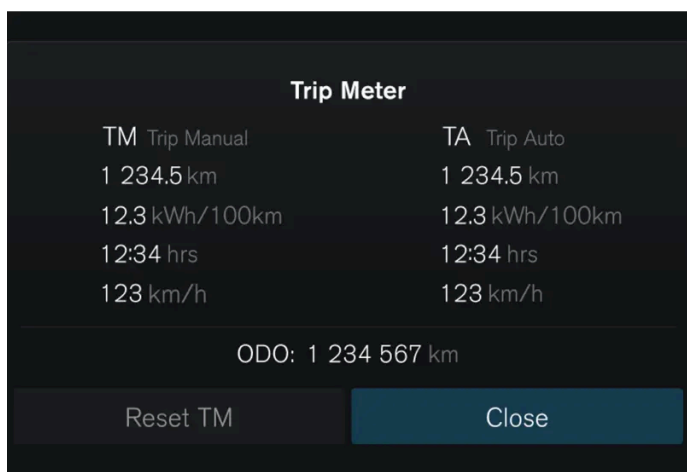 Trip Meter
TM Trip Manual
1 234.5 km
12.3 kWh/100km
12:34 hrs
123 km/h
TA Trip Auto
1 234.5 km
12.3 kWh/100km
12:34 hrs
123 km/h
ODO: 1 234 567 km
Reset TM
Close